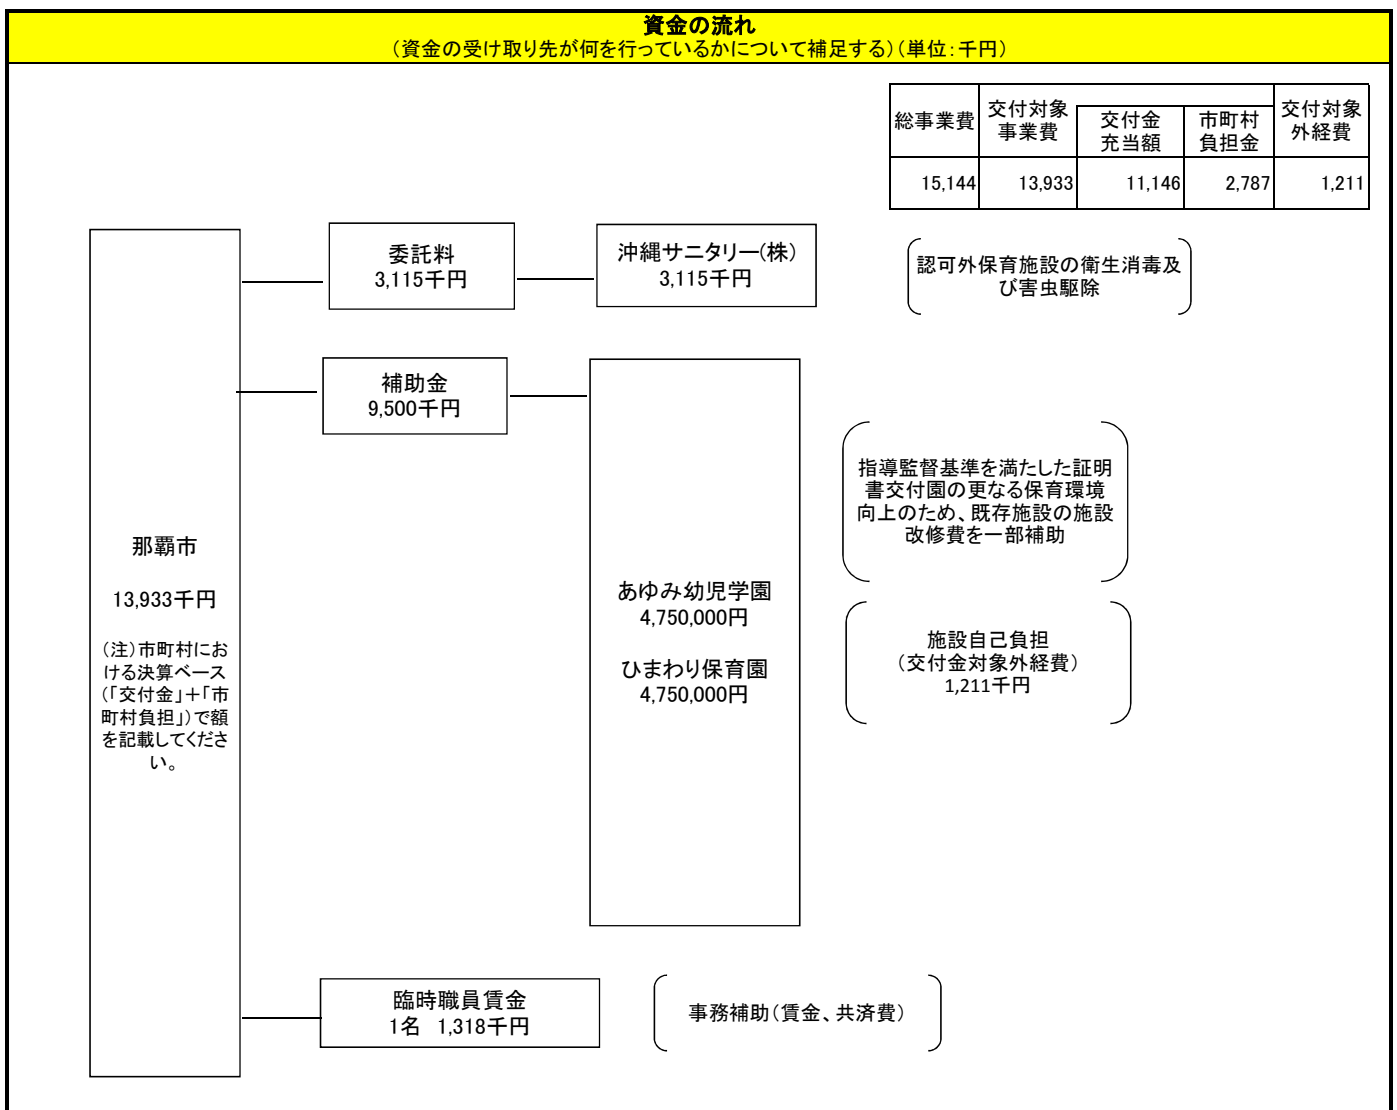 資金の流れ
（資金の受け取り先が何を行っているかについて補足する）（単位：千円）
総事業費
交付対象
事業費
交付金
充当額
市町村
負担金
交付対象
外経費
15,144
13,933
11,146
2,787
1,211
委託料
3,115千円
沖縄サニタリー（株）
3,115千円
認可外保育施設の衛生消毒及
び害虫駆除
補助金
9,500千円
指導監督基準を満たした証明
書交付園の更なる保育環境
向上のため、既存施設の施設
改修費を一部補助
那覇市
13,933千円
（注）市町村にお
ける決算ベース
（「交付金」＋「市
町村負担」）で額
を記載してくださ
い。
あゆみ幼児学園
4,750,000円
ひまわり保育園
4,750,000円
施設自己負担
（交付金対象外経費）
1,211千円
臨時職員賃金
1名　1,318千円
事務補助（賃金、共済費）